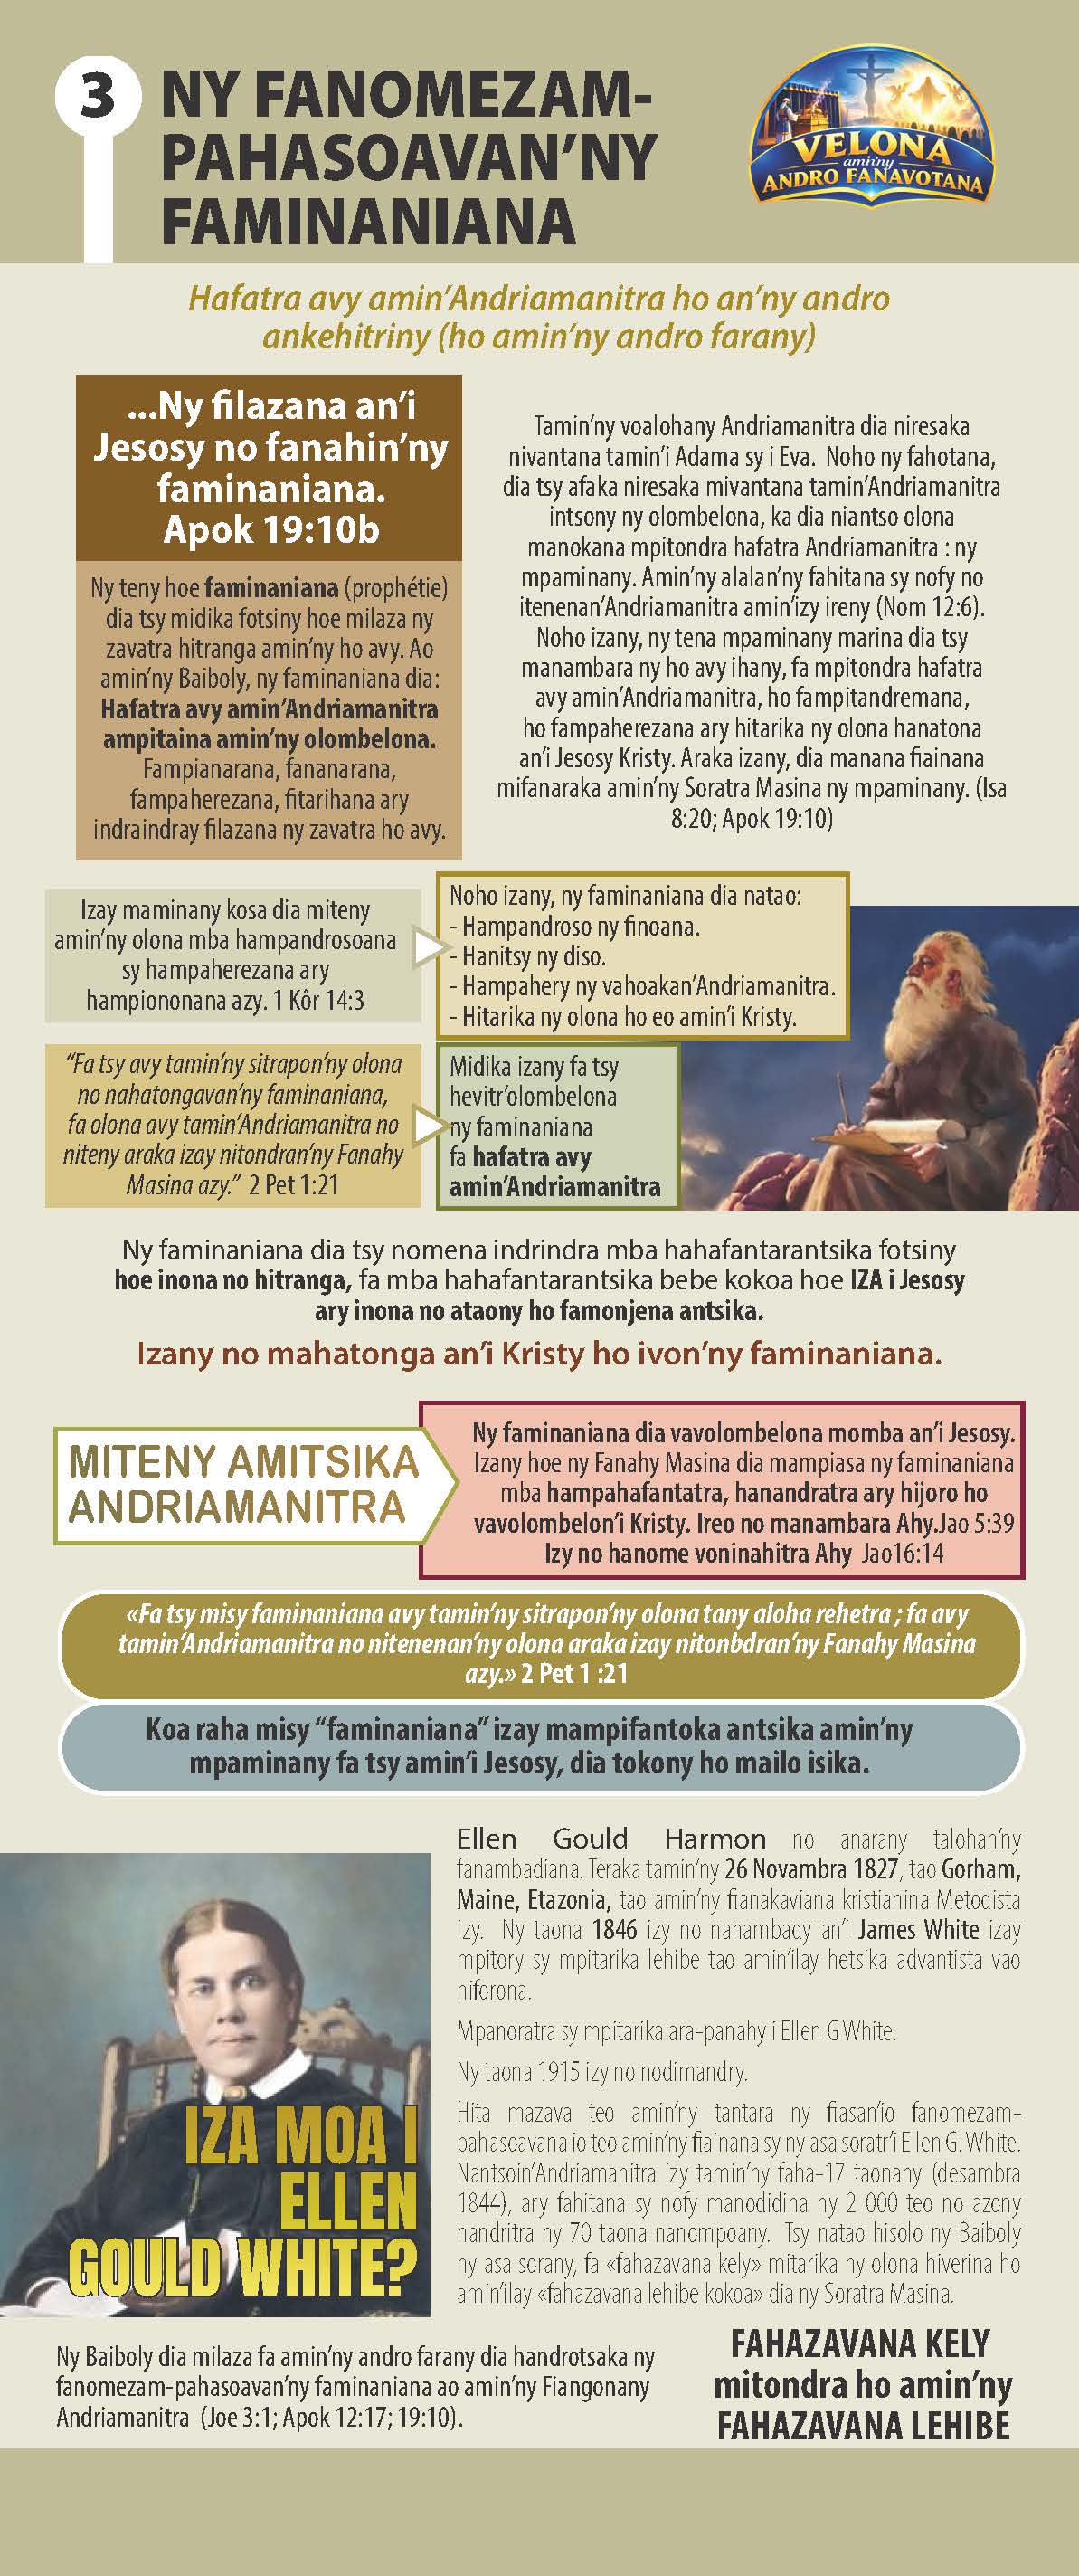 3
NY FANOMEZAM-
PAHASOAVAN’NY
FAMINANIANA
VELONA
amin'ny
ANDRO FANAVOTANA
Hafatra avy amin’Andriamanitra ho an’ny andro
ankehitriny (ho amin’ny andro farany)
...Ny filazana an’i
Jesosy no fanahin’ny
faminaniana.
Apok 19:10b
Ny teny hoe faminaniana (prophétie)
dia tsy midika fotsiny hoe milaza ny
zavatra hitranga amin’ny ho avy. Ao
amin’ny Baiboly, ny faminaniana dia:
Hafatra avy amin’Andriamanitra
ampitaina amin’ny olombelona.
Fampianarana, fananarana,
fampaherezana, fitarihana ary
indraindray filazana ny zavatra ho avy.
Tamin’ny voalohany Andriamanitra dia niresaka
nivantana tamin’i Adama sy i Eva. Noho ny fahotana,
dia tsy afaka niresaka mivantana tamin’Andriamanitra
intsony ny olombelona, ka dia niantso olona
manokana mpitondra hafatra Andriamanitra : ny
mpaminany. Amin’ny alalan’ny fahitana sy nofy no
itenenan’Andriamanitra amin’izy ireny (Nom 12:6).
Noho izany, ny tena mpaminany marina dia tsy
manambara ny ho avy ihany, fa mpitondra hafatra
avy amin’Andriamanitra, ho fampitandremana,
ho fampaherezana ary hitarika ny olona hanatona
an’i Jesosy Kristy. Araka izany, dia manana fiainana
mifanaraka amin’ny Soratra Masina ny mpaminany. (Isa
8:20; Apok 19:10)
Izay maminany kosa dia miteny
amin’ny olona mba hampandrosoana
sy hampaherezana ary
hampiononana azy. 1 Kôr 14:3
Noho izany, ny faminaniana dia natao:
- Hampandroso ny finoana.
- Hanitsy ny diso.
- Hampahery ny vahoakan’Andriamanitra.
- Hitarika ny olona ho eo amin’i Kristy.
“Fa tsy avy tamin’ny sitrapon’ny olona
no nahatongavan’ny faminaniana,
fa olona avy tamin’Andriamanitra no
niteny araka izay nitondran’ny Fanahy
Masina azy.” 2 Pet 1:21
Midika izany fa tsy
hevitr’olombelona
ny faminaniana
fa hafatra avy
amin’Andriamanitra
Ny faminaniana dia tsy nomena indrindra mba hahafantarantsika fotsiny
hoe inona no hitranga, fa mba hahafantarantsika bebe kokoa hoe IZA i Jesosy
ary inona no ataony ho famonjena antsika.
Izany no mahatonga an’i Kristy ho ivon’ny faminaniana.
MITENY AMITSIKA
ANDRIAMANITRA
Ny faminaniana dia vavolombelona momba an’i Jesosy.
Izany hoe ny Fanahy Masina dia mampiasa ny faminaniana
mba hampahafantatra, hanandratra ary hijoro ho
vavolombelon’i Kristy. Ireo no manambara Ahy.Jao 5:39
Izy no hanome voninahitra Ahy Jao16:14
«Fa tsy misy faminaniana avy tamin’ny sitrapon’ny olona tany aloha rehetra ; fa avy
tamin’Andriamanitra no nitenenan’ny olona araka izay nitonbdran’ny Fanahy Masina
azy.» 2 Pet 1 :21
Koa raha misy “faminaniana” izay mampifantoka antsika amin’ny
mpaminany fa tsy amin’i Jesosy, dia tokony ho mailo isika.
Ellen Gould Harmon no anarany talohan’ny
fanambadiana. Teraka tamin’ny 26 Novambra 1827, tao Gorham,
Maine, Etazonia, tao amin’ny fianakaviana kristianina Metodista
izy. Ny taona 1846 izy no nanambady an’i James White izay
mpitory sy mpitarika lehibe tao amin’ilay hetsika advantista vao
niforona.
Mpanoratra sy mpitarika ara-panahy i Ellen G White.
Ny taona 1915 izy no nodimandry.
Hita mazava teo amin’ny tantara ny fiasan’io fanomezam-
pahasoavana io teo amin’ny fiainana sy ny asa soratr’i Ellen G. White.
Nantsoin’Andriamanitra izy tamin’ny faha-17 taonany (desambra
1844), ary fahitana sy nofy manodidina ny 2 000 teo no azony
nandritra ny 70 taona nanompoany. Tsy natao hisolo ny Baiboly
ny asa sorany, fa «fahazavana kely» mitarika ny olona hiverina ho
amin’ilay «fahazavana lehibe kokoa» dia ny Soratra Masina.
IZA MOA I
ELLEN
GOULD WHITE?
Ny Baiboly dia milaza fa amin’ny andro farany dia handrotsaka ny
fanomezam-pahasoavan’ny faminaniana ao amin’ny Fiangonany
Andriamanitra (Joe 3:1; Apok 12:17; 19:10).
FAHAZAVANA KELY
mitondra ho amin’ny
FAHAZAVANA LEHIBE